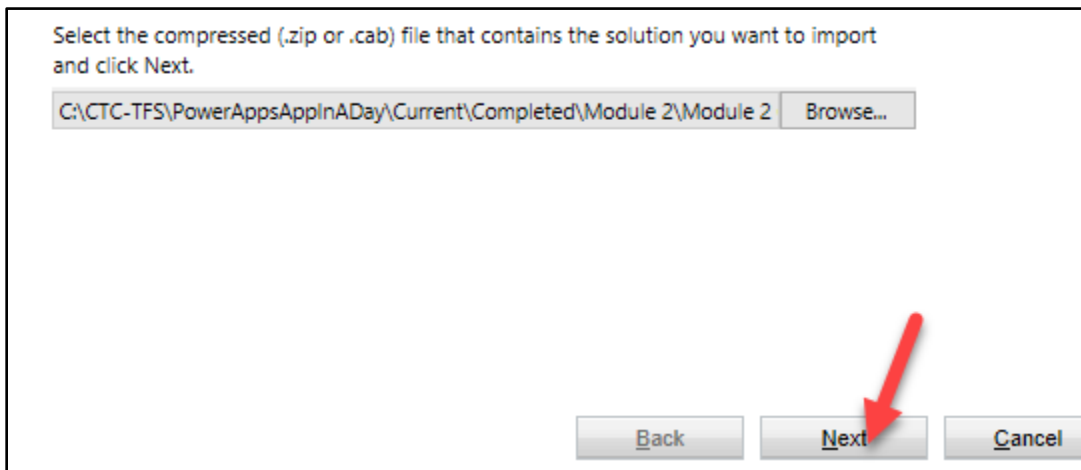 Select the compressed (.zip or .cab) file that contains the solution you want to import
and click Next.
C:\CTC-TFS\PowerAppsAppInADay\Current\Completed\Module 2\Module 2
Browse...
Back
Next
Cancel